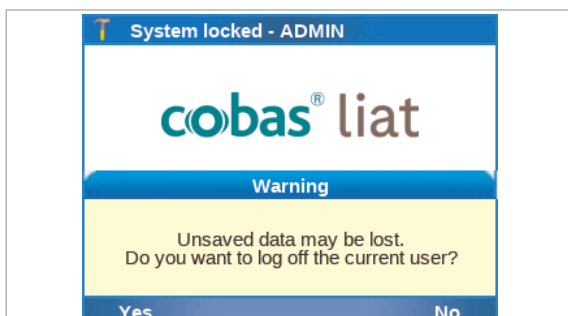 System locked - ADMIN
cobas® liat
Warning
Unsaved data may be lost.
Do you want to log off the current user?
Yes No